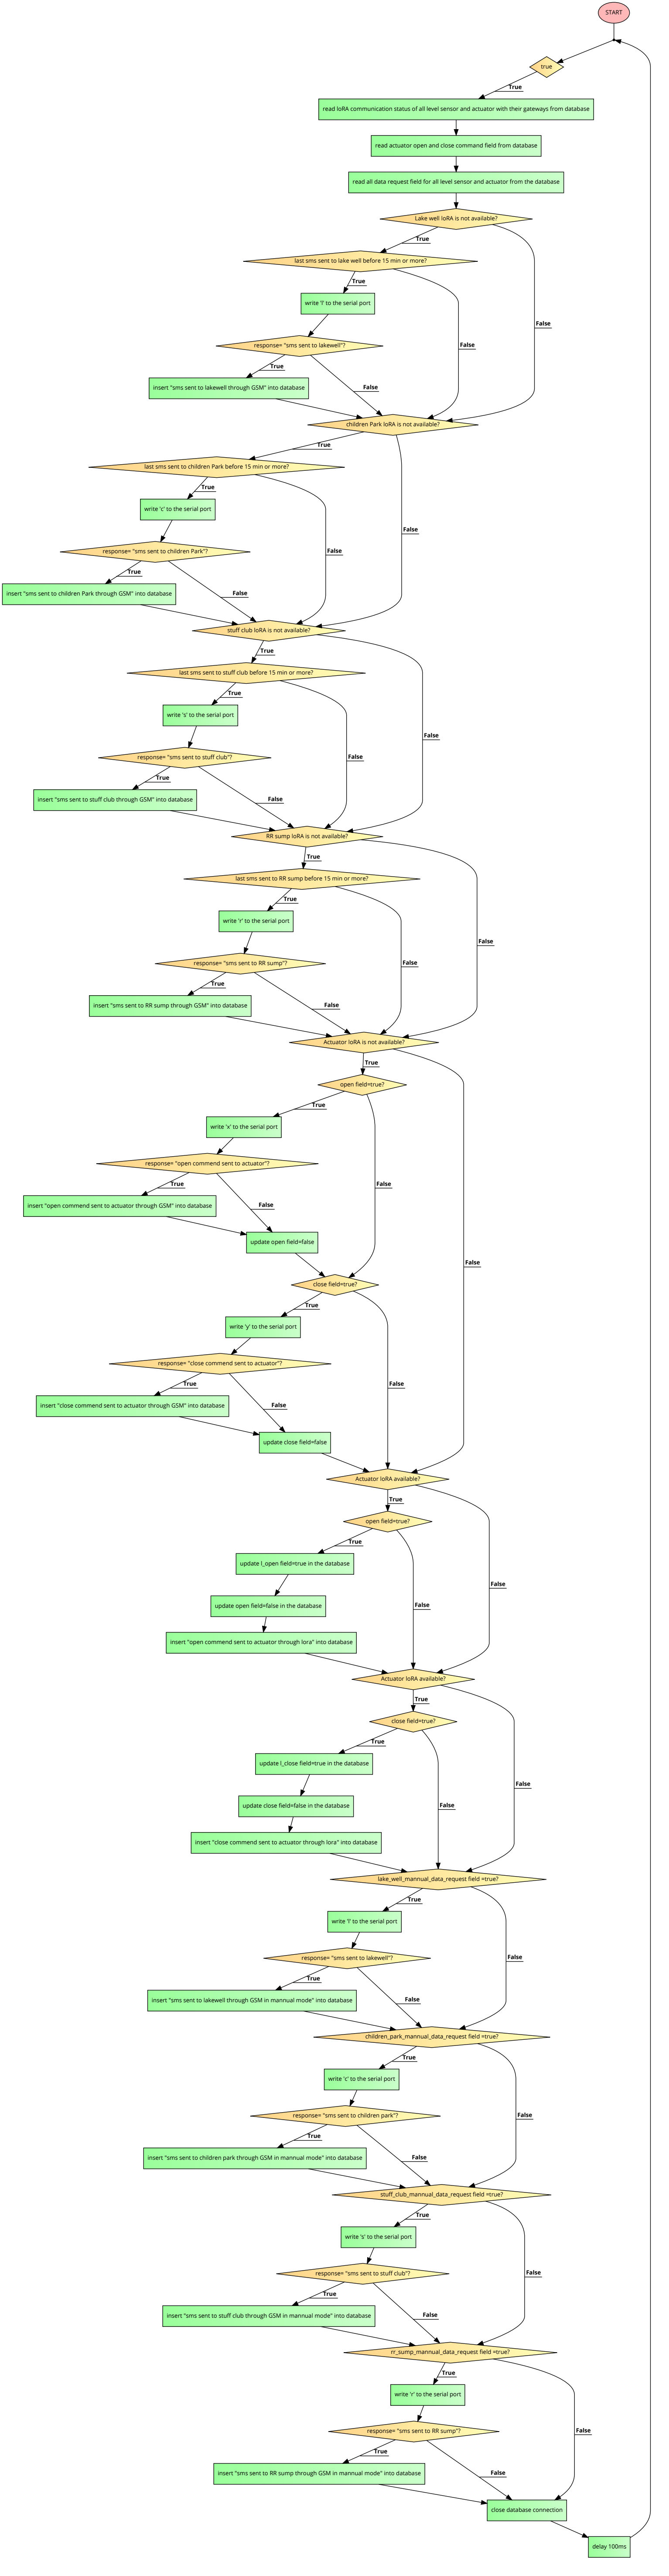 START
true
True
read loRA communication status of all level sensor and actuator with their gateways from database
read actuator open and close command field from database
read all data request field for all level sensor and actuator from the database
Lake well loRA is not available?
True
last sms sent to lake well before 15 min or more?
True
write 'l' to the serial port
False
False
response= "sms sent to lakewell"?
True
False
insert "sms sent to lakewell through GSM" into database
children Park loRA is not available?
True
last sms sent to children Park before 15 min or more?
True
write 'c' to the serial port
False
response= "sms sent to children Park"?
False
True
insert "sms sent to children Park through GSM" into database
False
stuff club loRA is not available?
True
last sms sent to stuff club before 15 min or more?
True
write 's' to the serial port
False
response= "sms sent to stuff club"?
False
True
insert "sms sent to stuff club through GSM" into database
False
RR sump loRA is not available?
True
last sms sent to RR sump before 15 min or more?
True
write 'r' to the serial port
False
response= "sms sent to RR sump"?
False
True
insert "sms sent to RR sump through GSM" into database
False
Actuator loRA is not available?
True
open field=true?
True
write 'x' to the serial port
response= "open commend sent to actuator"?
True
False
insert "open commend sent to actuator through GSM" into database
False
update open field=false
False
close field=true?
True
write 'y' to the serial port
response= "close commend sent to actuator"?
True
False
insert "close commend sent to actuator through GSM" into database
False
update close field=false
Actuator loRA available?
True
open field=true?
True
update l_open field=true in the database
False
update open field=false in the database
False
insert "open commend sent to actuator through lora" into database
Actuator loRA available?
True
close field=true?
True
update l_close field=true in the database
False
update close field=false in the database
False
insert "close commend sent to actuator through lora" into database
lake_well_mannual_data_request field =true?
True
write 'l' to the serial port
response= "sms sent to lakewell"?
False
True
insert "sms sent to lakewell through GSM in mannual mode" into database
False
children_park_mannual_data_request field =true?
True
write 'c' to the serial port
response= "sms sent to children park"?
False
True
insert "sms sent to children park through GSM in mannual mode" into database
False
stuff_club_mannual_data_request field =true?
True
write 's' to the serial port
response= "sms sent to stuff club"?
False
True
insert "sms sent to stuff club through GSM in mannual mode" into database
False
rr_sump_mannual_data_request field =true?
True
write 'r' to the serial port
response= "sms sent to RR sump"?
False
True
insert "sms sent to RR sump through GSM in mannual mode" into database
False
close database connection
delay 100ms